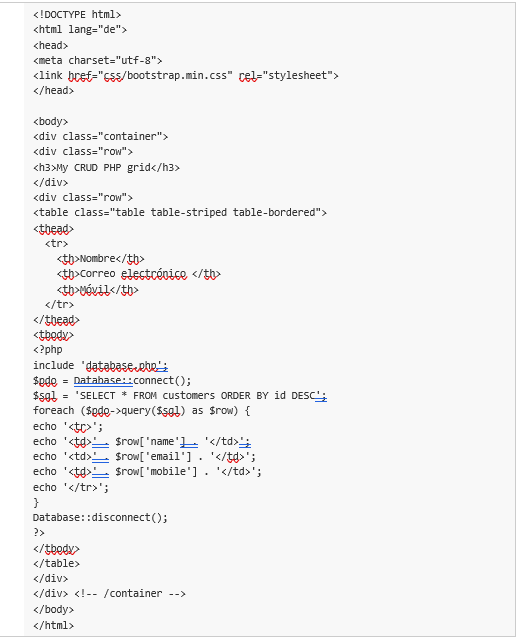 <!DOCTYPE html>
<html lang="de">
<head>
<meta charset="utf-8">
<link href="css/bootstrap.min.css" rel="stylesheet">
</head>

<body>
<div class="container">
<div class="row">
<h3>My CRUD PHP grid</h3>
</div>
<div class="row">
<table class="table table-striped table-bordered">
<thead>
  <tr>
    <th>Nombre</th>
    <th>Correo electrónico </th>
    <th>Móvil</th>
  </tr>
</thead>
<tbody>
<?php
include 'database.php';
$pdo = Database::connect();
$sql = 'SELECT * FROM customers ORDER BY id DESC';
foreach ($pdo->query($sql) as $row) {
echo '<tr>';
echo '<td>' . $row['name'] . '</td>';
echo '<td>' . $row['email'] . '</td>';
echo '<td>' . $row['mobile'] . '</td>';
echo '</tr>';
}
Database::disconnect();
?>
</tbody>
</table>
</div>
</div> <!-- /container -->
</body>
</html>